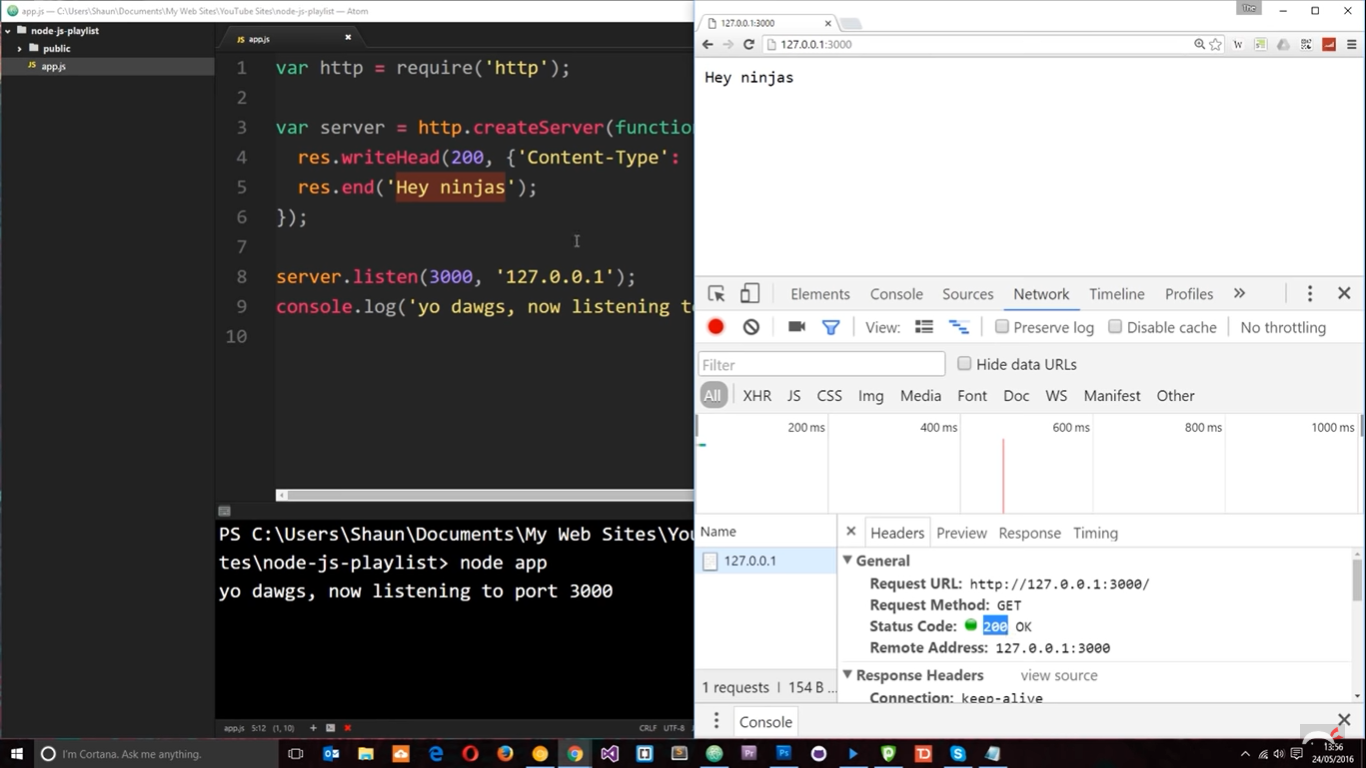 app.js — C:\Users\Shaun\Documents\My Web Sites\YouTube Sites\node-js-playlist — Atom
node-js-playlist
public
app.js
app.js
1 var http = require('http');
2
3 var server = http.createServer(function
4 res.writeHead(200, {'Content-Type':
5 res.end('Hey ninjas');
6 });
7
8 server.listen(3000, '127.0.0.1');
9 console.log('yo dawgs, now listening to
10
PS C:\Users\Shaun\Documents\My Web Sites\You
tes\node-js-playlist> node app
yo dawgs, now listening to port 3000
app.js 5:12 (1, 10) CRLF UTF-8
The
127.0.0.1:3000
127.0.0.1:3000
Hey ninjas
Elements Console Sources Network Timeline Profiles »
View: Preserve log Disable cache No throttling
Filter Hide data URLs
All XHR JS CSS Img Media Font Doc WS Manifest Other
200 ms 400 ms 600 ms 800 ms 1000 ms
Name Headers Preview Response Timing
127.0.0.1
General
Request URL: http://127.0.0.1:3000/
Request Method: GET
Status Code: 200 OK
Remote Address: 127.0.0.1:3000
Response Headers view source
Connection: keep-alive
1 requests | 154 B ...
Console
I'm Cortana. Ask me anything.
13:56
24/05/2016